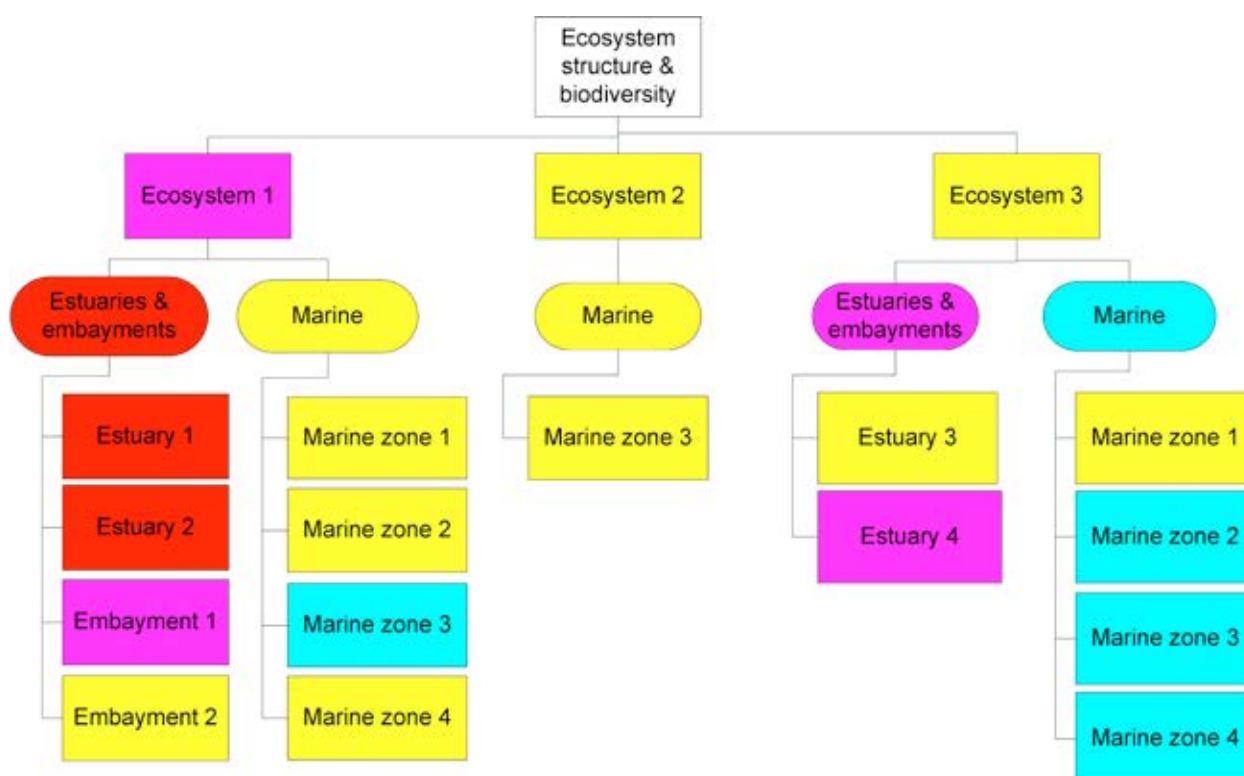 Ecosystem
structure &
biodiversity
Ecosystem 1
Ecosystem 2
Ecosystem 3
Estuaries &
embayments
Marine
Marine
Estuaries &
embayments
Marine
Estuary 1
Estuary 2
Embayment 1
Embayment 2
Marine zone 1
Marine zone 2
Marine zone 3
Marine zone 4
Marine zone 3
Estuary 3
Estuary 4
Marine zone 1
Marine zone 2
Marine zone 3
Marine zone 4